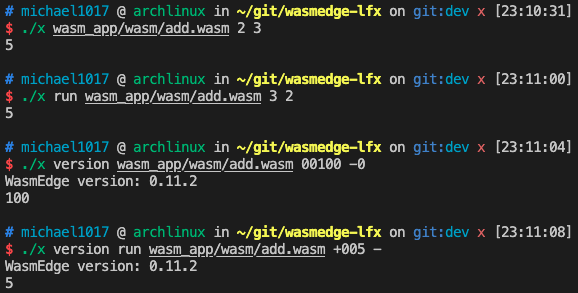 # michael1017 @ archlinux in ~/git/wasmedge-lfx on git:dev x [23:10:31]
$ ./x wasm_app/wasm/add.wasm 2 3
5
# michael1017 @ archlinux in ~/git/wasmedge-lfx on git:dev x [23:11:00]
$ ./x run wasm_app/wasm/add.wasm 3 2
5
# michael1017 @ archlinux in ~/git/wasmedge-lfx on git:dev x [23:11:04]
$ ./x version wasm_app/wasm/add.wasm 00100 -0
WasmEdge version: 0.11.2
100
# michael1017 @ archlinux in ~/git/wasmedge-lfx on git:dev x [23:11:08]
$ ./x version run wasm_app/wasm/add.wasm +005 -
WasmEdge version: 0.11.2
5